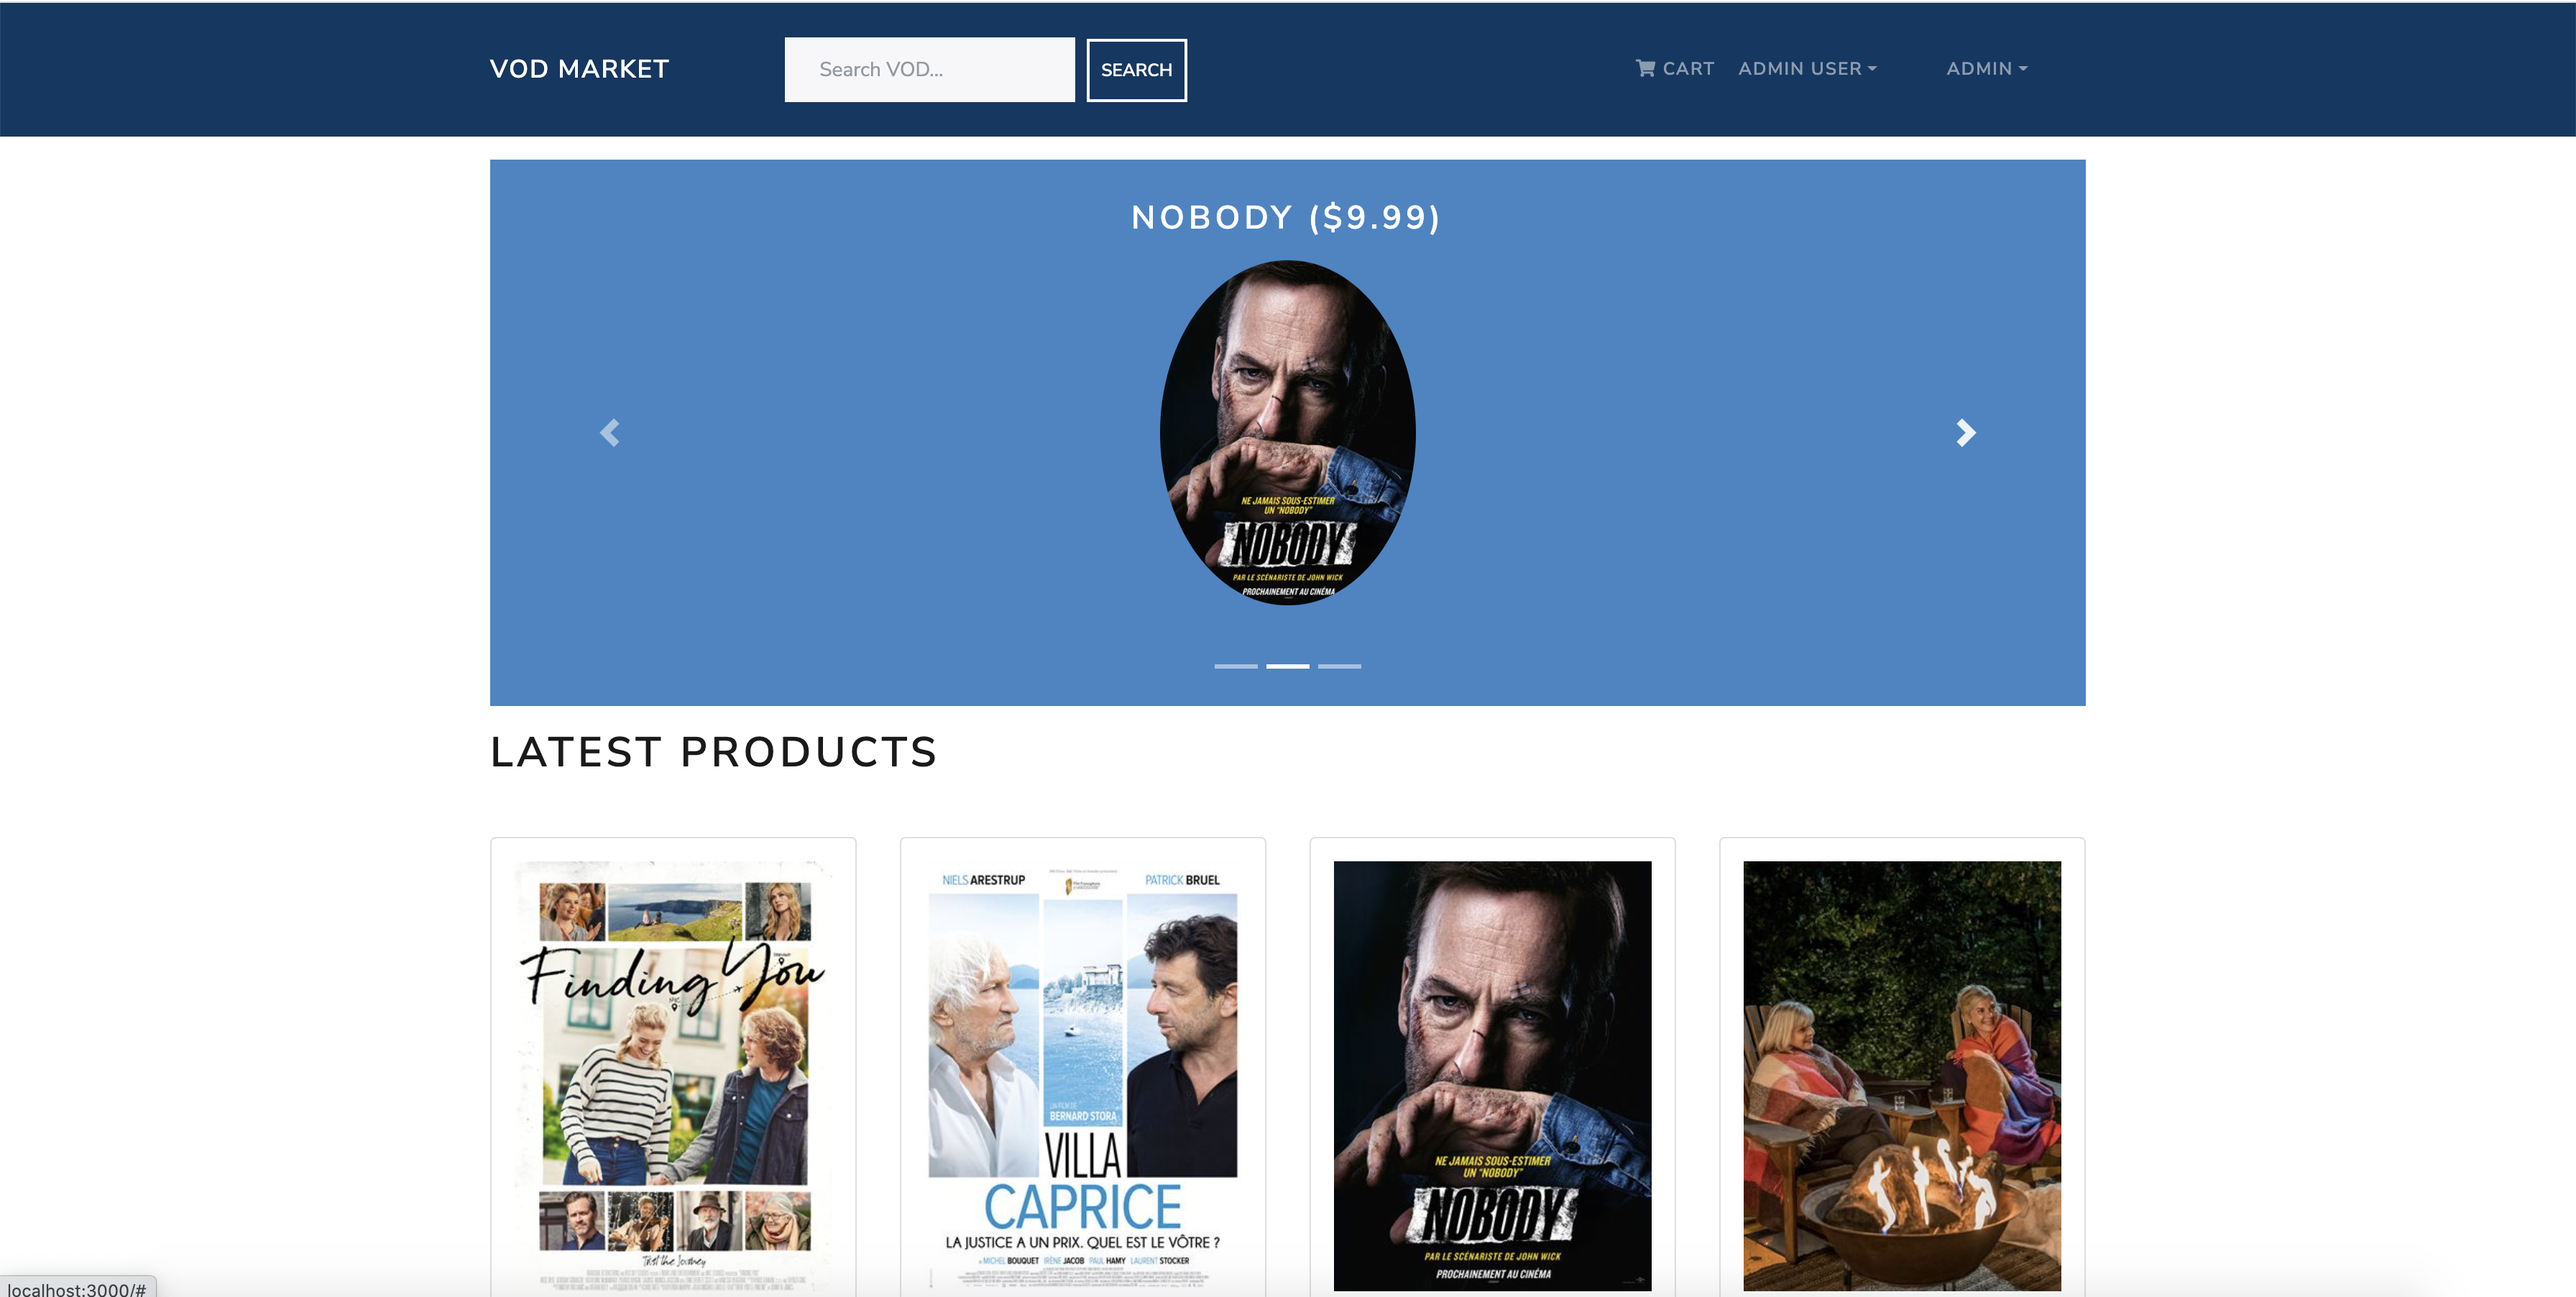 VOD MARKET
Search VOD...
SEARCH
CART
ADMIN USER
ADMIN
NOBODY ($9.99)
NE JAMAIS SOUS-ESTIMER
UN "NOBODY"
NOBODY
PAR LE SCÉNARISTE DE JOHN WICK
PROCHAINEMENT AU CINÉMA
LATEST PRODUCTS
Finding You
NIELS ARESTRUP
PATRICK BRUEL
UN FILM DE
BERNARD STORA
VILLA
CAPRICE
LA JUSTICE A UN PRIX. QUEL EST LE VÔTRE ?
MICHEL BOUQUET IRÈNE JACOB PAUL HAMY LAURENT STOCKER
NE JAMAIS SOUS-ESTIMER
UN "NOBODY"
NOBODY
PAR LE SCÉNARISTE DE JOHN WICK
PROCHAINEMENT AU CINÉMA
localhost:3000/#